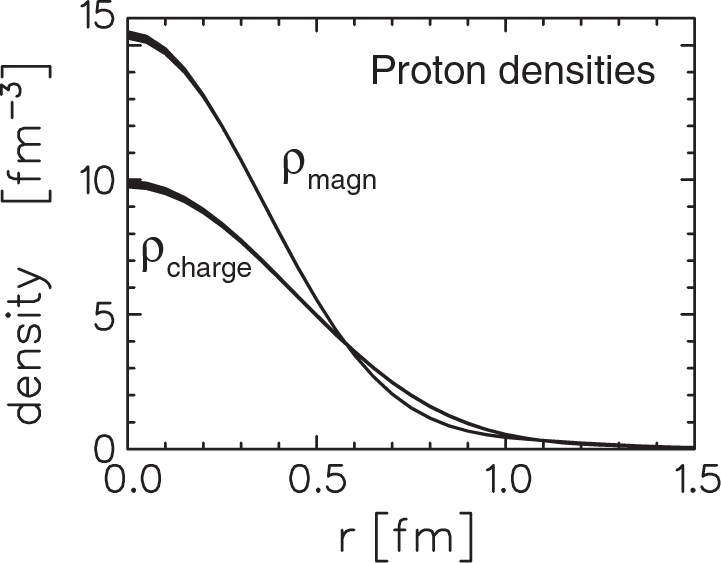 Proton densities
15
10
5
0
density [fm⁻³]
ρmagn
ρcharge
0.0 0.5 1.0 1.5
r [fm]